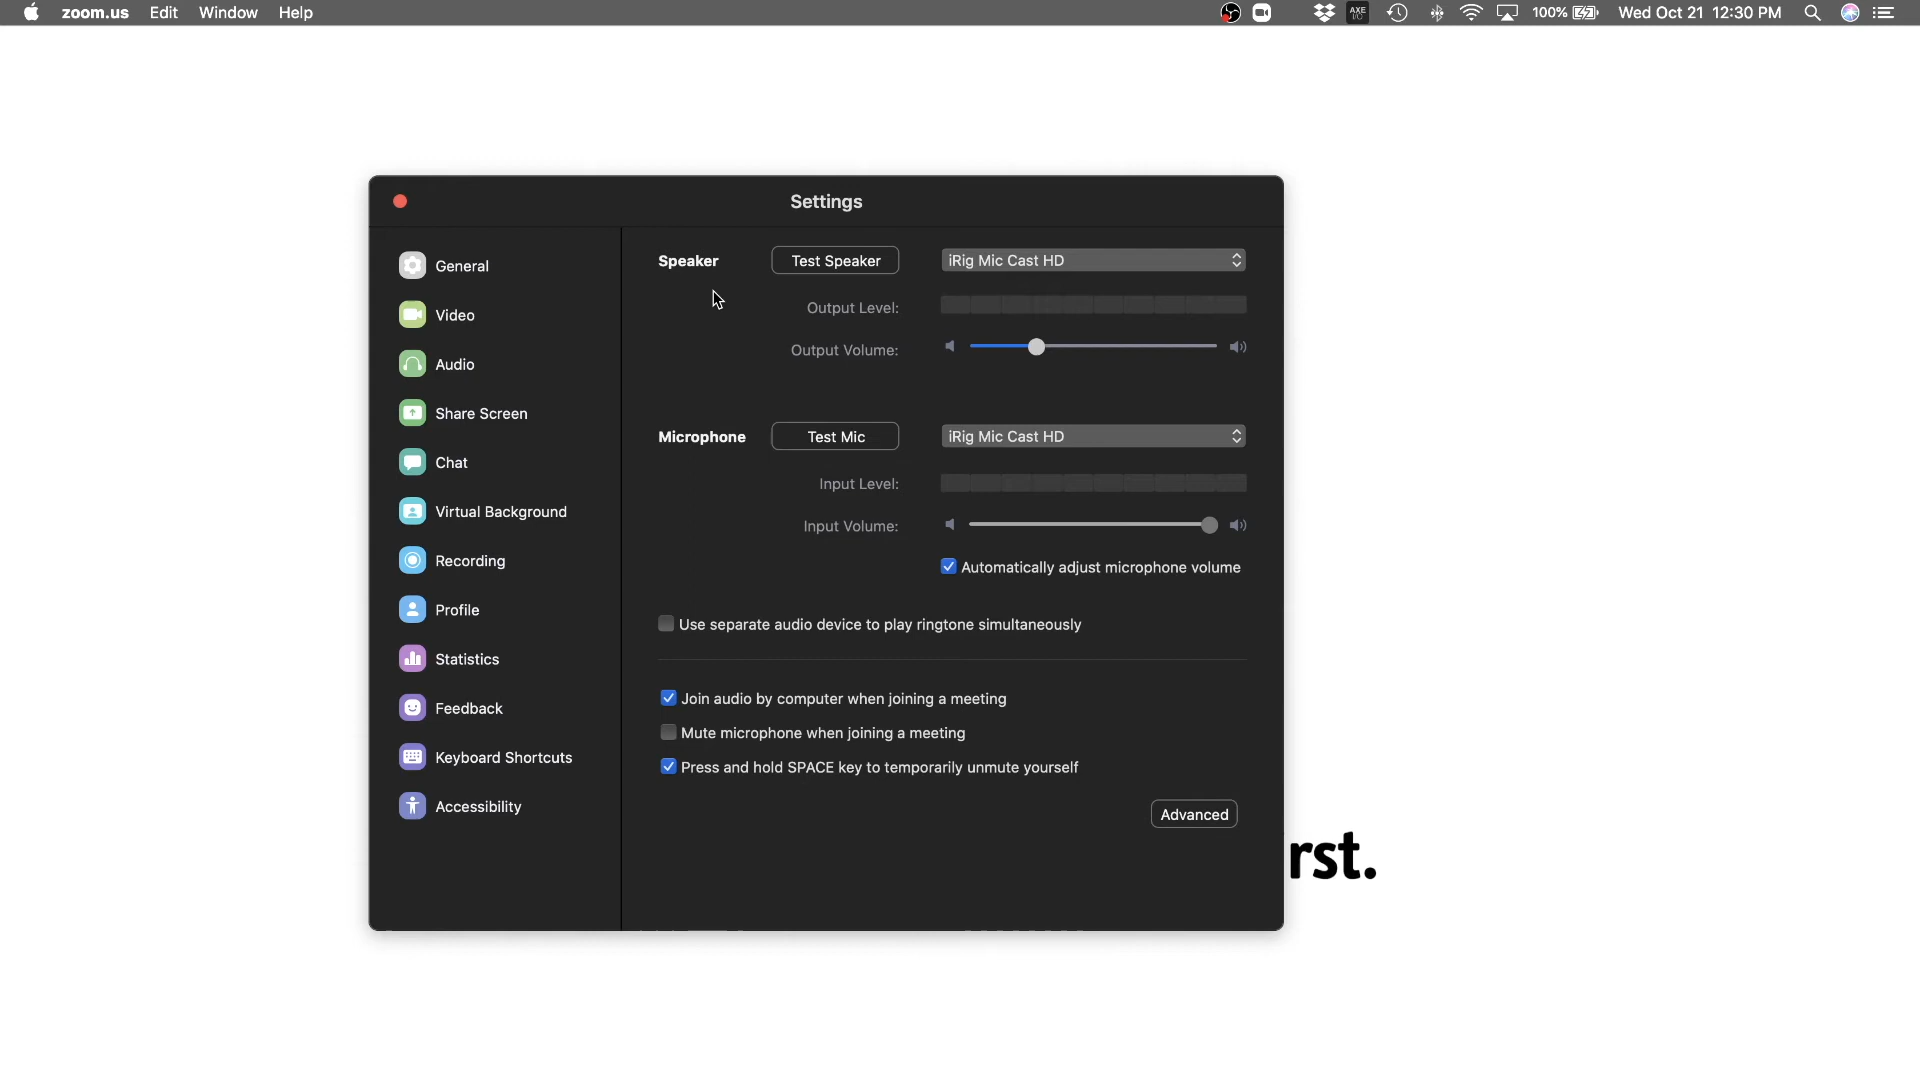 zoom.us Edit Window Help
AXE I/O 100% Wed Oct 21 12:30 PM
Settings
General
Video
Audio
Share Screen
Chat
Virtual Background
Recording
Profile
Statistics
Feedback
Keyboard Shortcuts
Accessibility
Speaker Test Speaker iRig Mic Cast HD
Output Level:
Output Volume:
Microphone Test Mic iRig Mic Cast HD
Input Level:
Input Volume:
Automatically adjust microphone volume
Use separate audio device to play ringtone simultaneously
Join audio by computer when joining a meeting
Mute microphone when joining a meeting
Press and hold SPACE key to temporarily unmute yourself
Advanced
rst.